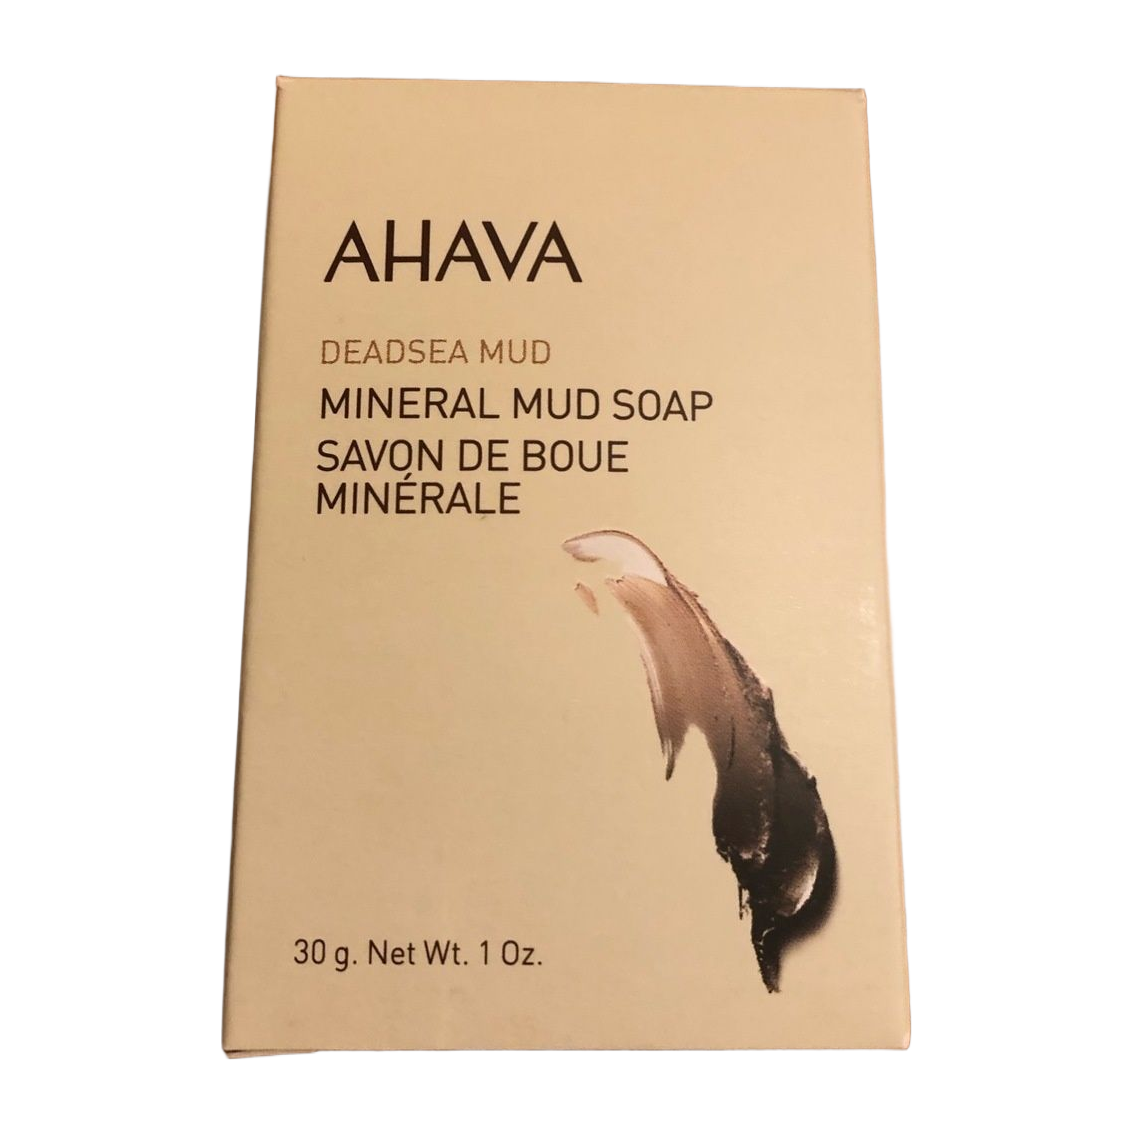 AHAVA
DEADSEA MUD
MINERAL MUD SOAP
SAVON DE BOUE
MINÉRALE
30 g. Net Wt. 1 Oz.